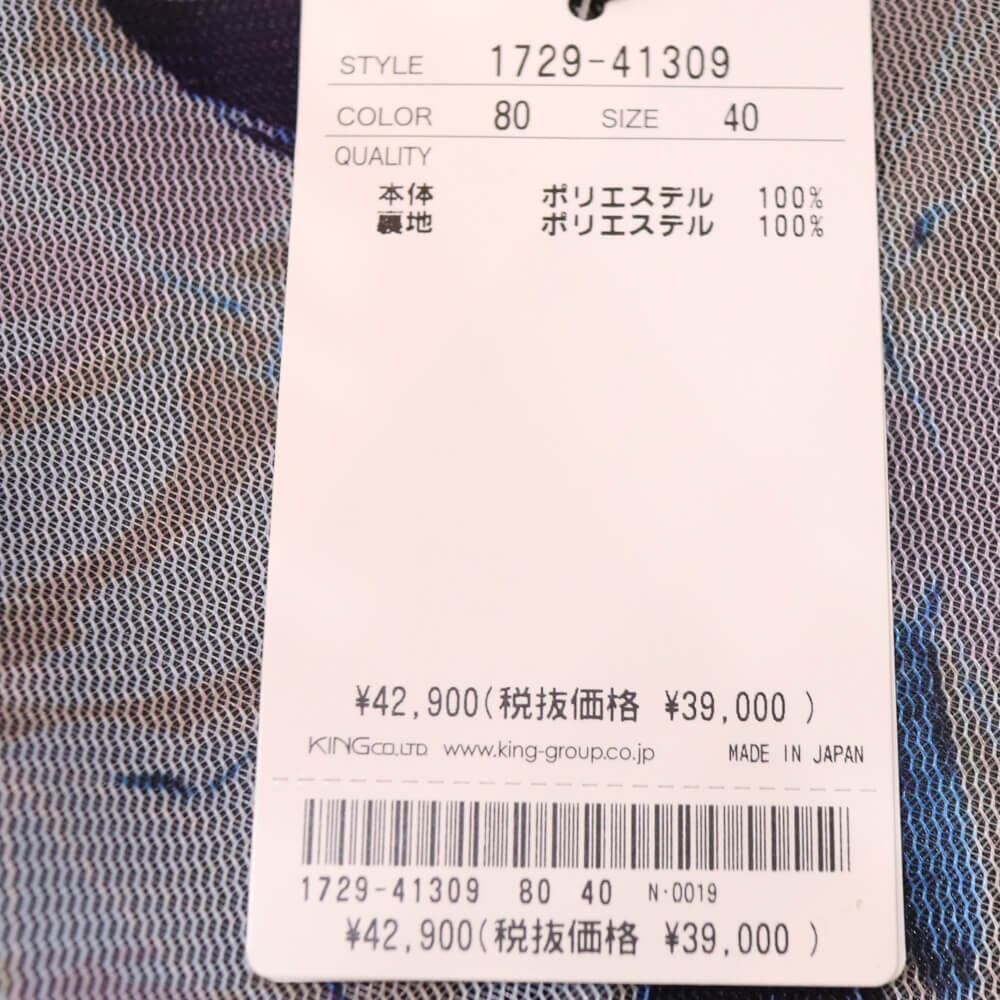 STYLE 1729-41309
COLOR 80 SIZE 40
QUALITY
本体 ポリエステル 100%
裏地 ポリエステル 100%
¥42,900(税抜価格 ¥39,000 )
KING CO.,LTD. www.king-group.co.jp MADE IN JAPAN
1729-41309 80 40 N·0019
¥42,900(税抜価格 ¥39,000 )